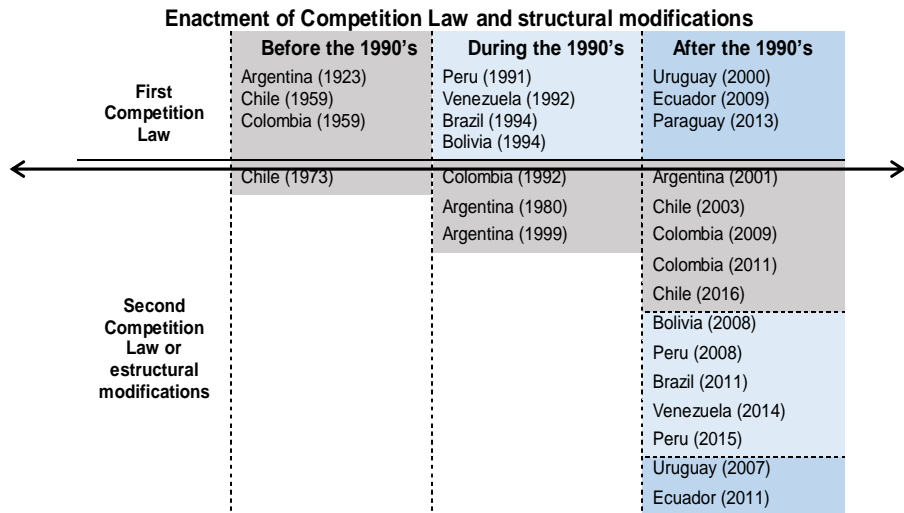 Enactment of Competition Law and structural modifications
Before the 1990's
During the 1990's
After the 1990's
First
Competition
Law
Argentina (1923)
Chile (1959)
Colombia (1959)
Peru (1991)
Venezuela (1992)
Brazil (1994)
Bolivia (1994)
Uruguay (2000)
Ecuador (2009)
Paraguay (2013)
Second
Competition
Law or
estructural
modifications
Chile (1973)
Colombia (1992)
Argentina (1980)
Argentina (1999)
Argentina (2001)
Chile (2003)
Colombia (2009)
Colombia (2011)
Chile (2016)
Bolivia (2008)
Peru (2008)
Brazil (2011)
Venezuela (2014)
Peru (2015)
Uruguay (2007)
Ecuador (2011)